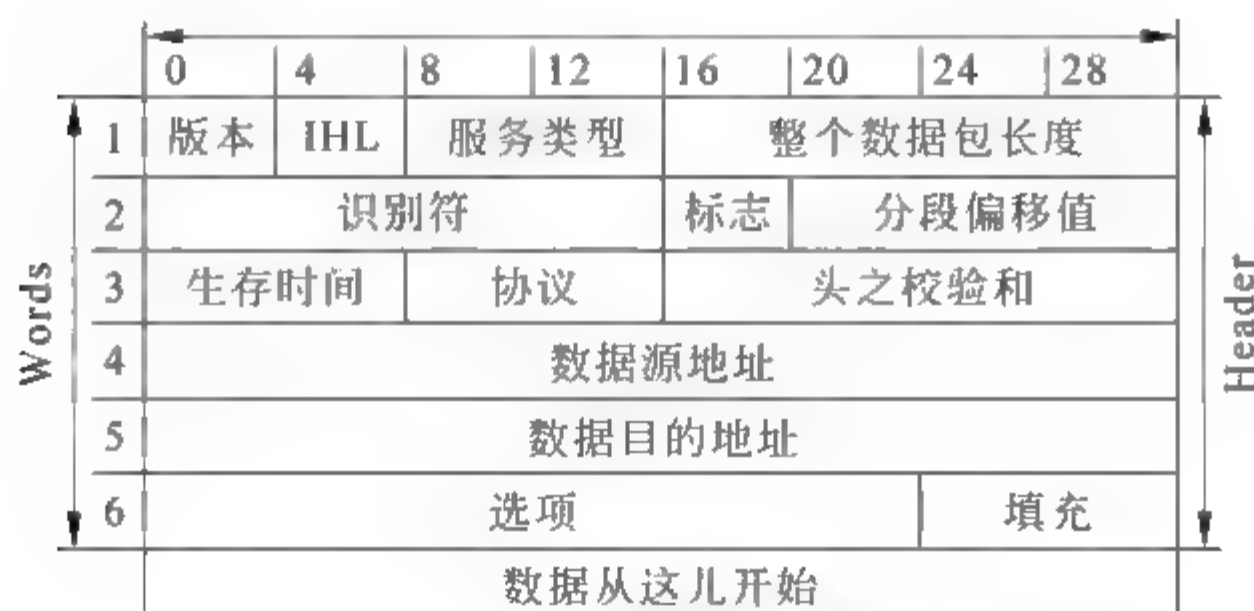 0 4 8 12 16 20 24 28
1 版本 IHL 服务类型 整个数据包长度
2 识别符 标志 分段偏移值
3 生存时间 协议 头之校验和
4 数据源地址
5 数据目的地址
6 选项 填充
数据从这儿开始
Words
Header